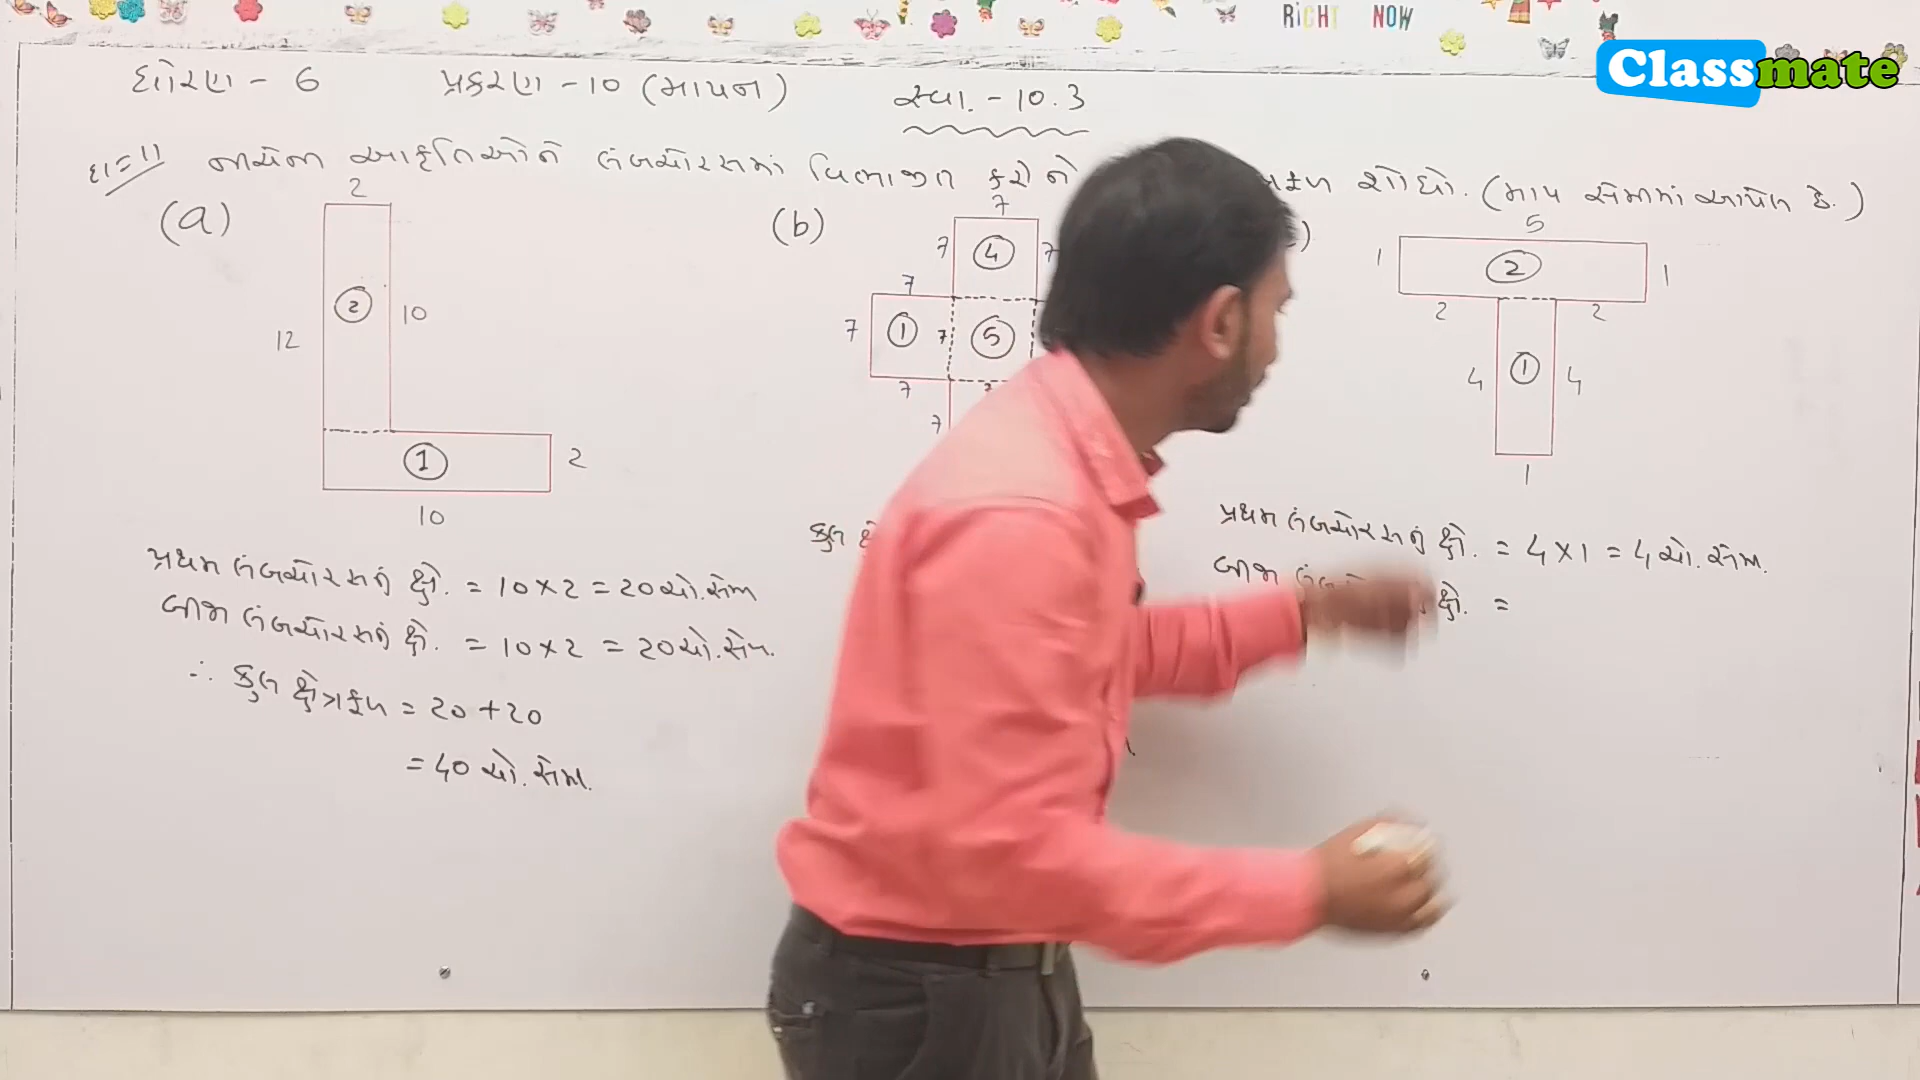 RiGHT NOW
Classmate
ધોરણ - 6 પ્રકરણ - 10 (માપન) સ્વા. - 10.3
દા = 11 નીચેની આકૃતિઓને લંબચોરસમાં વિભાજીત કરો ને શોધો. (માપ સેમીમાં આપેલ છે.)
(a)
2
12
②
10
①
2
10
(b)
7
7 ④ 7
7
7 ① 7 ⑤
7
7
5
1 ② 1
2 2
4 ① 4
1
પ્રથમ લંબચોરસનું ક્ષે. = 10 × 2 = 20 ચો.સેમી
બીજા લંબચોરસનું ક્ષે. = 10 × 2 = 20 ચો.સેમી.
∴ કુલ ક્ષેત્રફળ = 20 + 20
= 40 ચો. સેમી.
કુલ
પ્રથમ લંબચોરસનું ક્ષે. = 4 × 1 = 4 ચો. સેમી.
બીજા ક્ષે. =